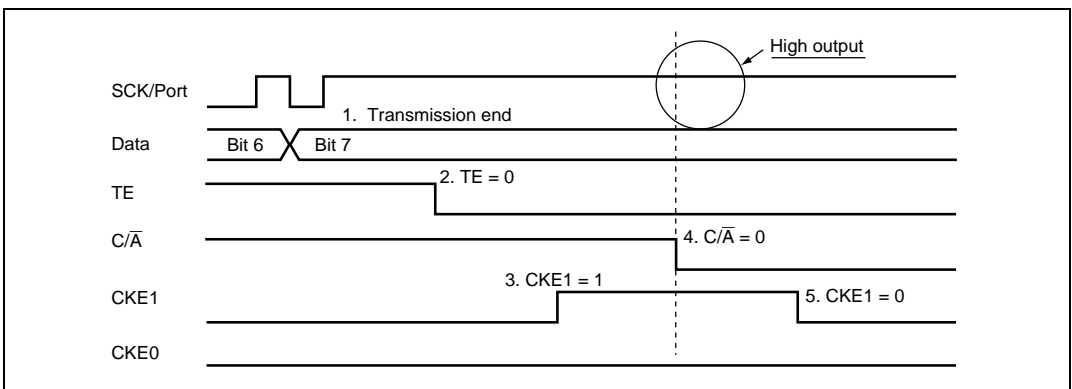 High output
SCK/Port
1. Transmission end
Data Bit 6 Bit 7
2. TE = 0
TE
C/A̅ 4. C/A̅ = 0
3. CKE1 = 1
CKE1 5. CKE1 = 0
CKE0